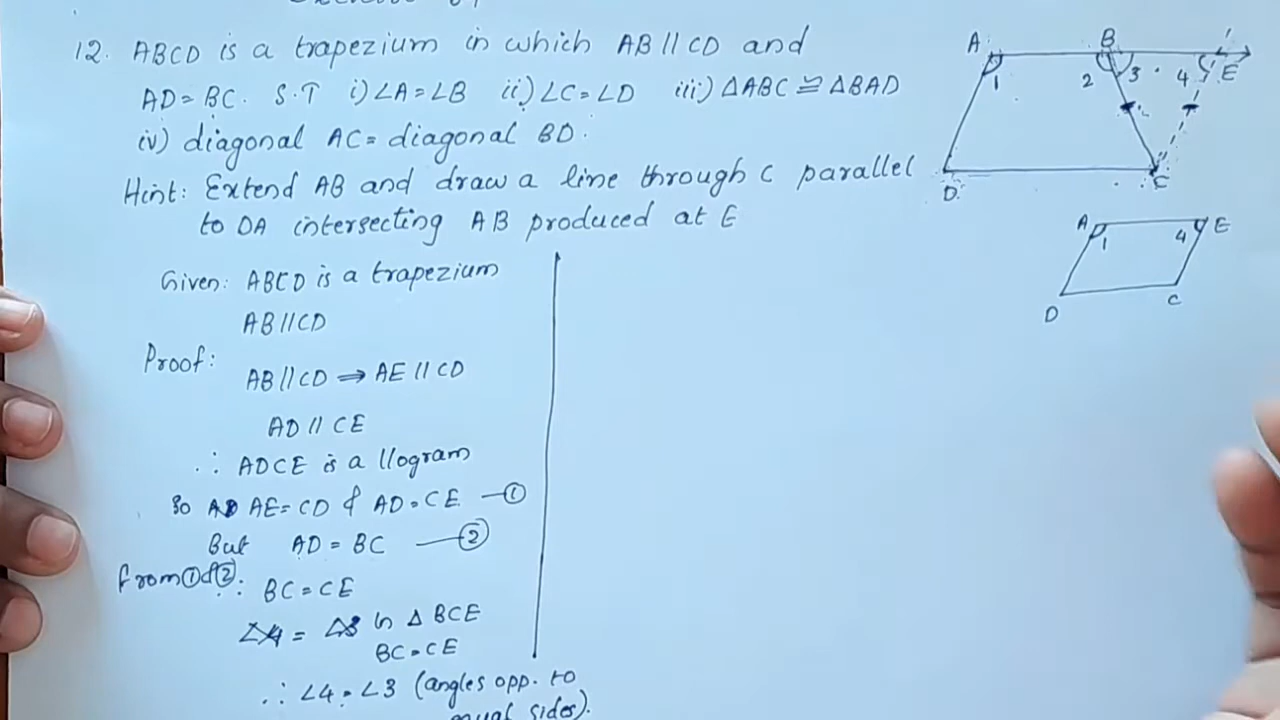 12. ABCD is a trapezium in which AB // CD and
AD = BC. S.T i) ∠A = ∠B ii) ∠C = ∠D iii) ΔABC ≅ ΔBAD
iv) diagonal AC = diagonal BD.
Hint: Extend AB and draw a line through C parallel
to DA intersecting AB produced at E
Given: ABCD is a trapezium
AB // CD
Proof:
AB // CD ⇒ AE // CD
AD // CE
∴ ADCE is a llogram
So AE = CD & AD = CE —①
But AD = BC —②
from ① & ②: BC = CE
In Δ BCE
BC = CE
∴ ∠4 = ∠3 (angles opp. to
sides).
A B E
1 2 3 4
D C
A E
1 4
D C